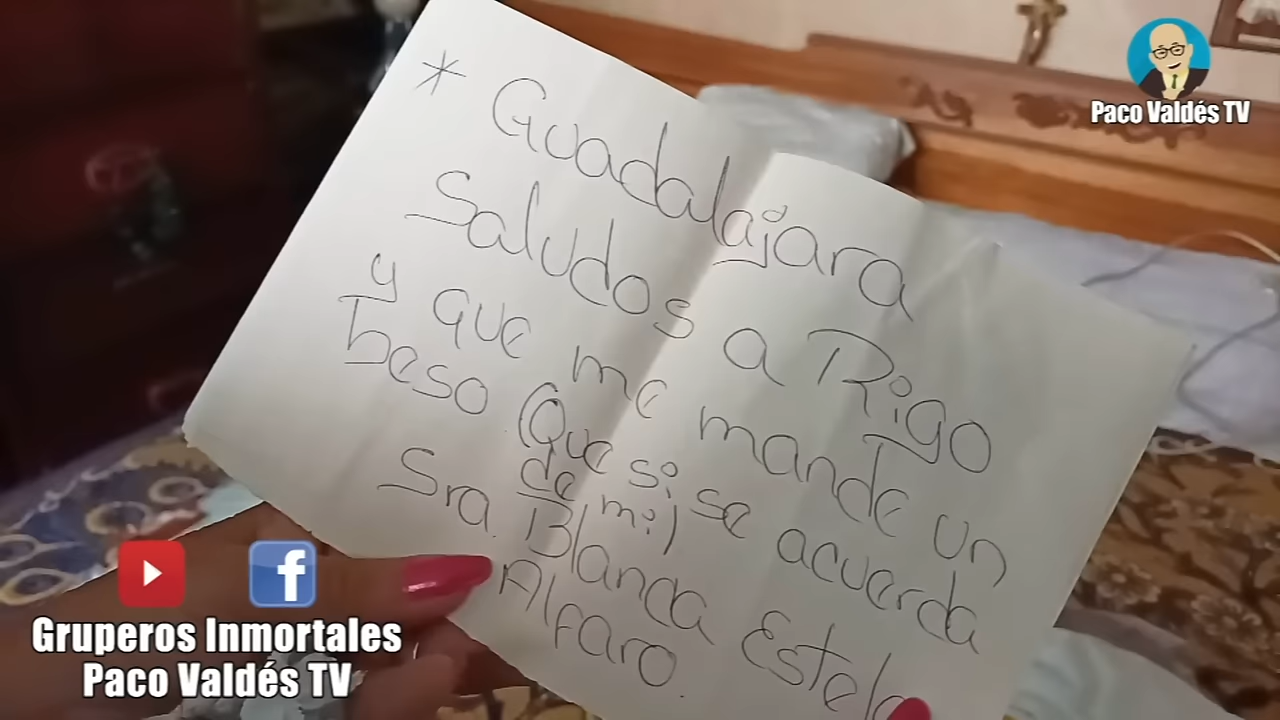 Paco Valdés TV
* Guadalajara
Saludos a Rigo
y que me mande un
beso (Que si se acuerda
de mi)
Sra. Blanca Estela
Alfaro.
Gruperos Inmortales
Paco Valdés TV